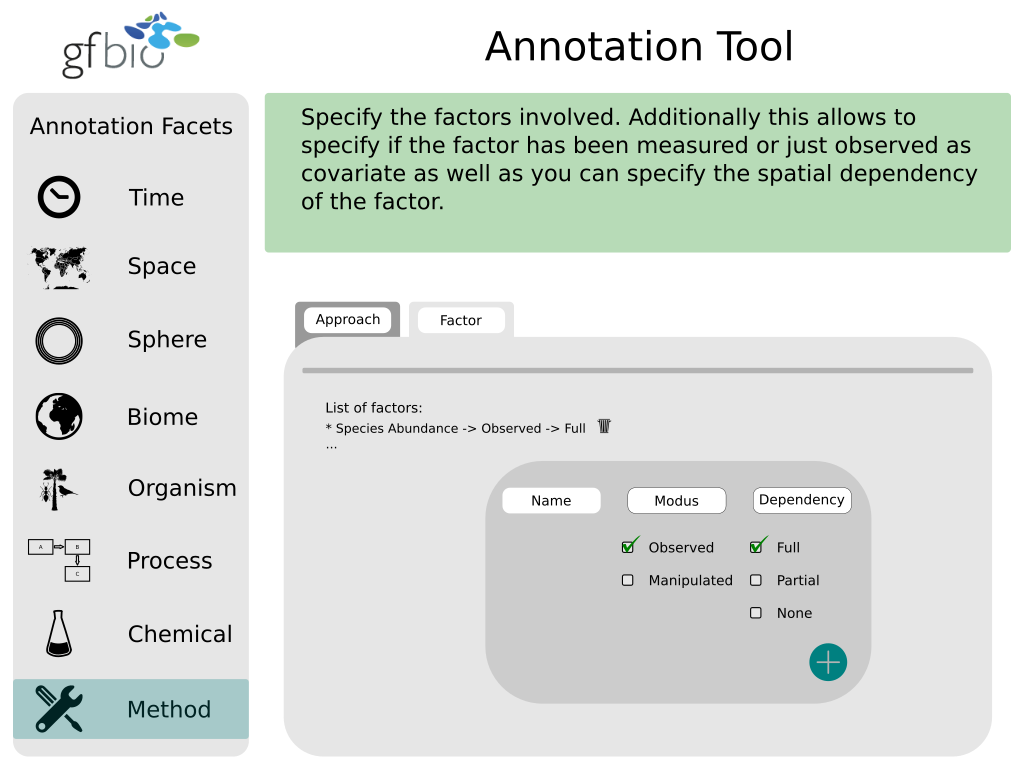 gfbio
Annotation Tool
Annotation Facets
Time
Space
Sphere
Biome
Organism
A
B
C
Process
Chemical
Method
Specify the factors involved. Additionally this allows to
specify if the factor has been measured or just observed as
covariate as well as you can specify the spatial dependency
of the factor.
Approach
Factor
List of factors:
* Species Abundance -> Observed -> Full
...
Name
Modus
Dependency
Observed
Full
Manipulated
Partial
None